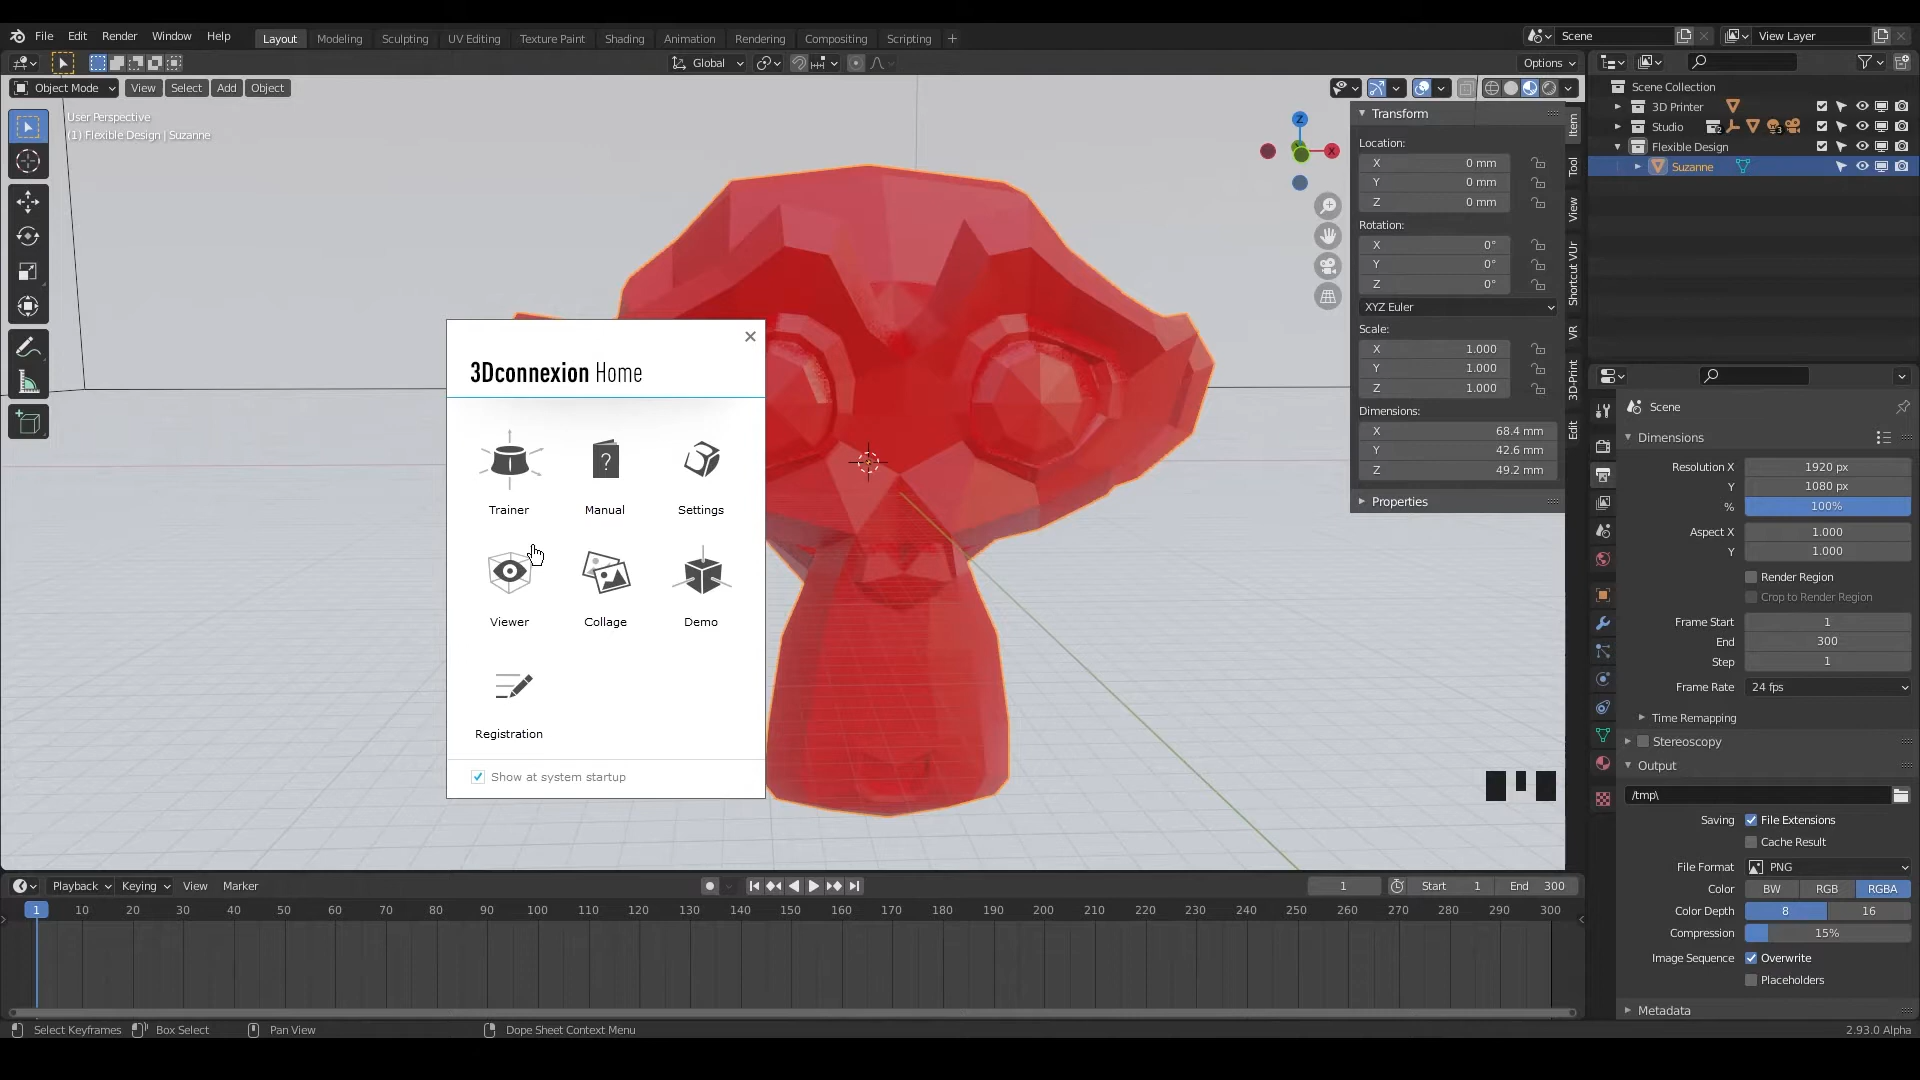 File Edit Render Window Help Layout Modeling Sculpting UV Editing Texture Paint Shading Animation Rendering Compositing Scripting + Scene View Layer
Global Options
Object Mode View Select Add Object
User Perspective
(1) Flexible Design | Suzanne
Z
X
Transform
Location:
X 0 mm
Y 0 mm
Z 0 mm
Rotation:
X 0°
Y 0°
Z 0°
XYZ Euler
Scale:
X 1.000
Y 1.000
Z 1.000
Dimensions:
X 68.4 mm
Y 42.6 mm
Z 49.2 mm
Properties
Item
Tool
View
Shortcut VUr
VR
3D-Print
Edit
Scene Collection
3D Printer
Studio 2 3
Flexible Design
Suzanne
3Dconnexion Home
Trainer Manual Settings
Viewer Collage Demo
Registration
Show at system startup
Scene
Dimensions
Resolution X 1920 px
Y 1080 px
% 100%
Aspect X 1.000
Y 1.000
Render Region
Crop to Render Region
Frame Start 1
End 300
Step 1
Frame Rate 24 fps
Time Remapping
Stereoscopy
Output
/tmp\
Saving File Extensions
Cache Result
File Format PNG
Color BW RGB RGBA
Color Depth 8 16
Compression 15%
Image Sequence Overwrite
Placeholders
Metadata
Playback Keying View Marker 1 Start 1 End 300
1 10 20 30 40 50 60 70 80 90 100 110 120 130 140 150 160 170 180 190 200 210 220 230 240 250 260 270 280 290 300
Select Keyframes Box Select Pan View Dope Sheet Context Menu 2.93.0 Alpha